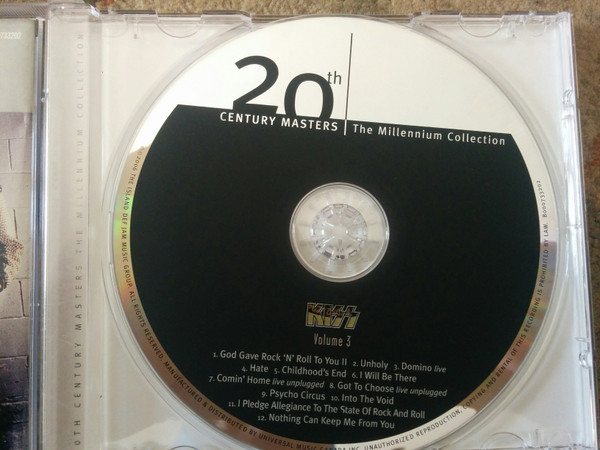 20th
CENTURY MASTERS The Millennium Collection
KISS
Volume 3
1. God Gave Rock 'N' Roll To You II 2. Unholy 3. Domino live
4. Hate 5. Childhood's End 6. I Will Be There
7. Comin' Home live unplugged 8. Got To Choose live unplugged
9. Psycho Circus 10. Into The Void
11. I Pledge Allegiance To The State Of Rock And Roll
12. Nothing Can Keep Me From You
2006 THE ISLAND DEF JAM MUSIC GROUP. ALL RIGHTS RESERVED. MANUFACTURED & DISTRIBUTED BY UNIVERSAL MUSIC CANADA INC. UNAUTHORIZED REPRODUCTION, COPYING AND RENTAL OF THIS RECORDING IS PROHIBITED BY LAW.
0TH CENTURY MASTERS THE MILLENNIUM COLLECTION